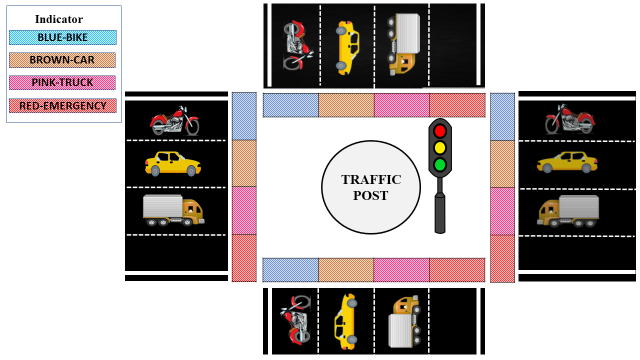 Indicator
BLUE-BIKE
BROWN-CAR
PINK-TRUCK
RED-EMERGENCY
TRAFFIC
POST